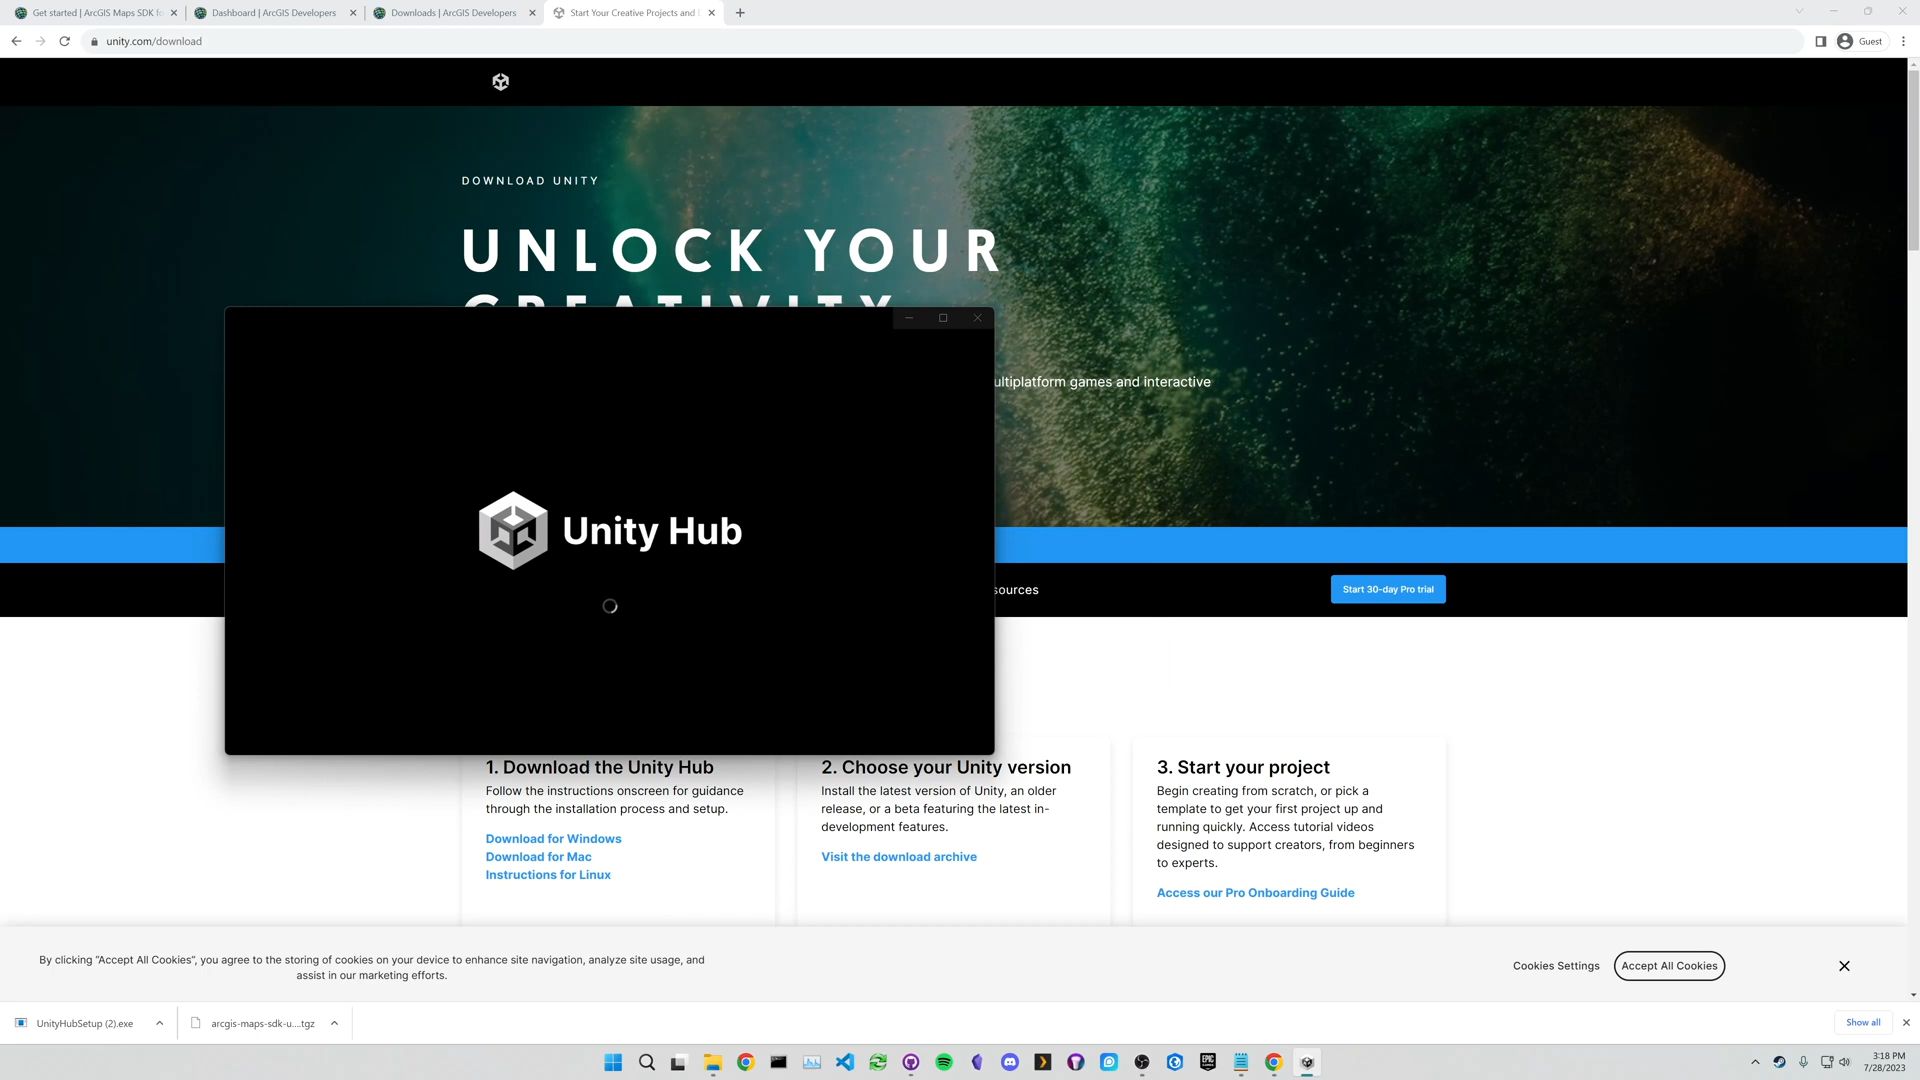 Get started | ArcGIS Maps SDK fo
Dashboard | ArcGIS Developers
Downloads | ArcGIS Developers
Start Your Creative Projects and
unity.com/download
Guest
DOWNLOAD UNITY
UNLOCK YOUR
CREATIVITY
ultiplatform games and interactive
Unity Hub
sources
Start 30-day Pro trial
1. Download the Unity Hub
Follow the instructions onscreen for guidance
through the installation process and setup.
Download for Windows
Download for Mac
Instructions for Linux
2. Choose your Unity version
Install the latest version of Unity, an older
release, or a beta featuring the latest in-
development features.
Visit the download archive
3. Start your project
Begin creating from scratch, or pick a
template to get your first project up and
running quickly. Access tutorial videos
designed to support creators, from beginners
to experts.
Access our Pro Onboarding Guide
By clicking “Accept All Cookies”, you agree to the storing of cookies on your device to enhance site navigation, analyze site usage, and
assist in our marketing efforts.
Cookies Settings
Accept All Cookies
UnityHubSetup (2).exe
arcgis-maps-sdk-u....tgz
Show all
EPIC
GAMES
3:18 PM
7/28/2023